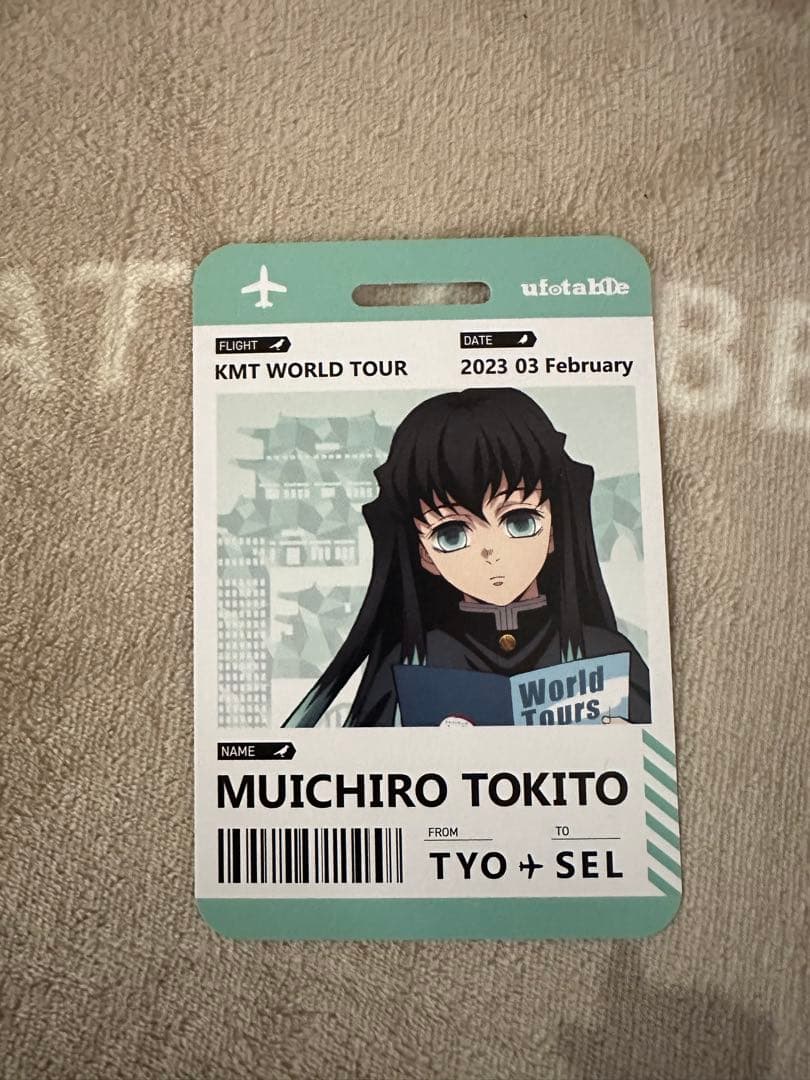 ufotable
FLIGHT
KMT WORLD TOUR
DATE
2023 03 February
World
Tours
NAME
MUICHIRO TOKITO
FROM
TO
TYO
SEL